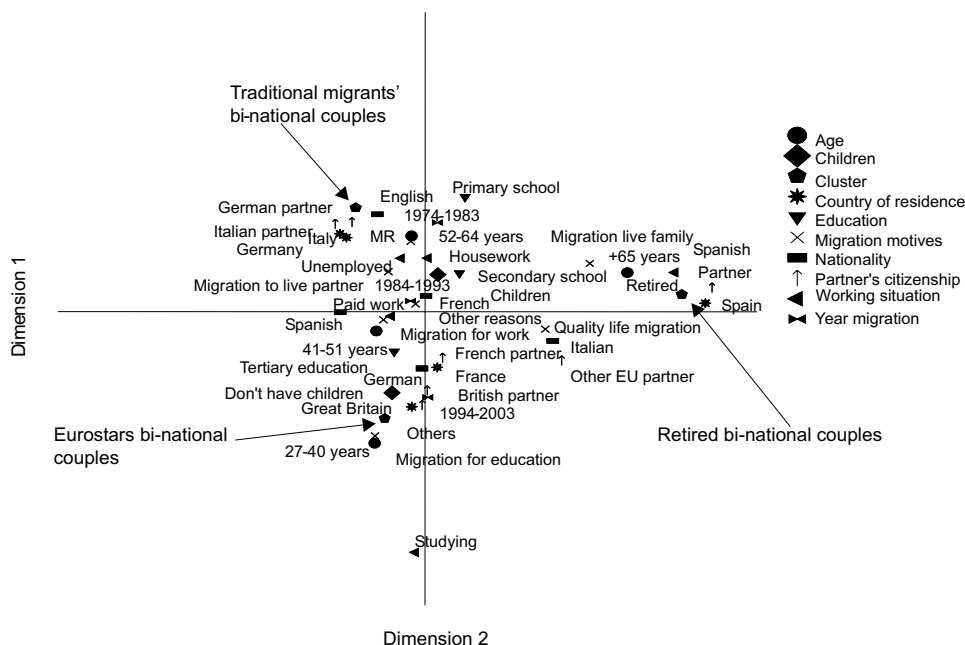 Traditional migrants'
bi-national couples
Primary school
English
German partner
1974-1983
Italian partner
Italy
MR
52-64 years
Migration live family
Spanish
Germany
Housework
+65 years
Unemployed
Secondary school
Partner
Migration to live partner
1984-1993
Children
Retired
Paid work
French
Spain
Spanish
Other reasons
Migration for work
Quality life migration
41-51 years
French partner
Italian
Tertiary education
German
France
Other EU partner
Don't have children
British partner
Great Britain
1994-2003
Eurostars bi-national
couples
Others
Retired bi-national couples
27-40 years
Migration for education
Studying
Dimension 1
Dimension 2
Age
Children
Cluster
Country of residence
Education
Migration motives
Nationality
Partner's citizenship
Working situation
Year migration